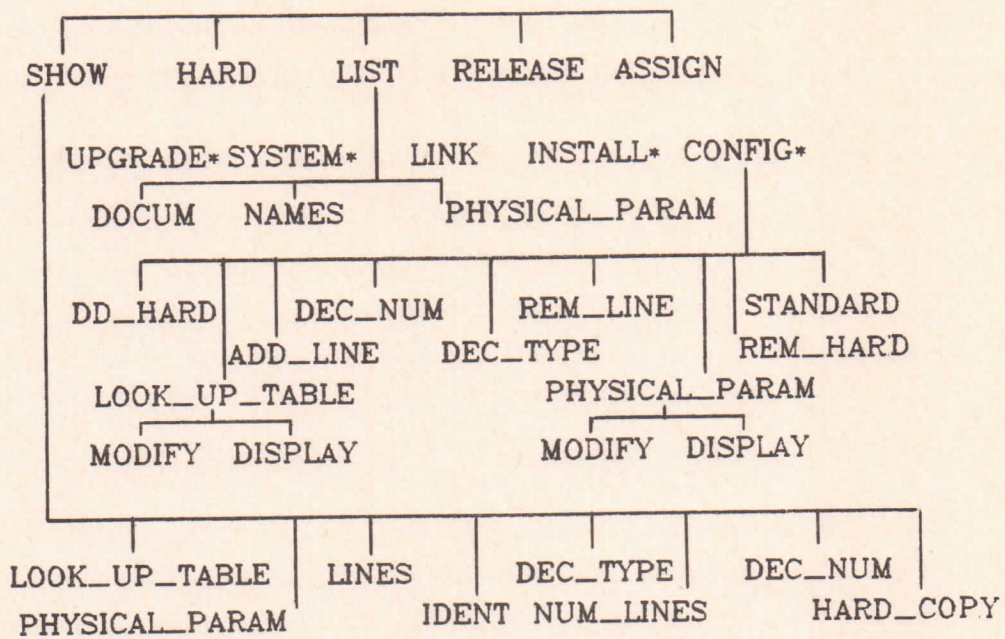 SHOW HARD LIST RELEASE ASSIGN
UPGRADE* SYSTEM* LINK INSTALL* CONFIG*
DOCUM NAMES PHYSICAL_PARAM
DD_HARD DEC_NUM REM_LINE STANDARD
ADD_LINE DEC_TYPE REM_HARD
LOOK_UP_TABLE PHYSICAL_PARAM
MODIFY DISPLAY MODIFY DISPLAY
LOOK_UP_TABLE LINES DEC_TYPE DEC_NUM
PHYSICAL_PARAM IDENT NUM_LINES HARD_COPY